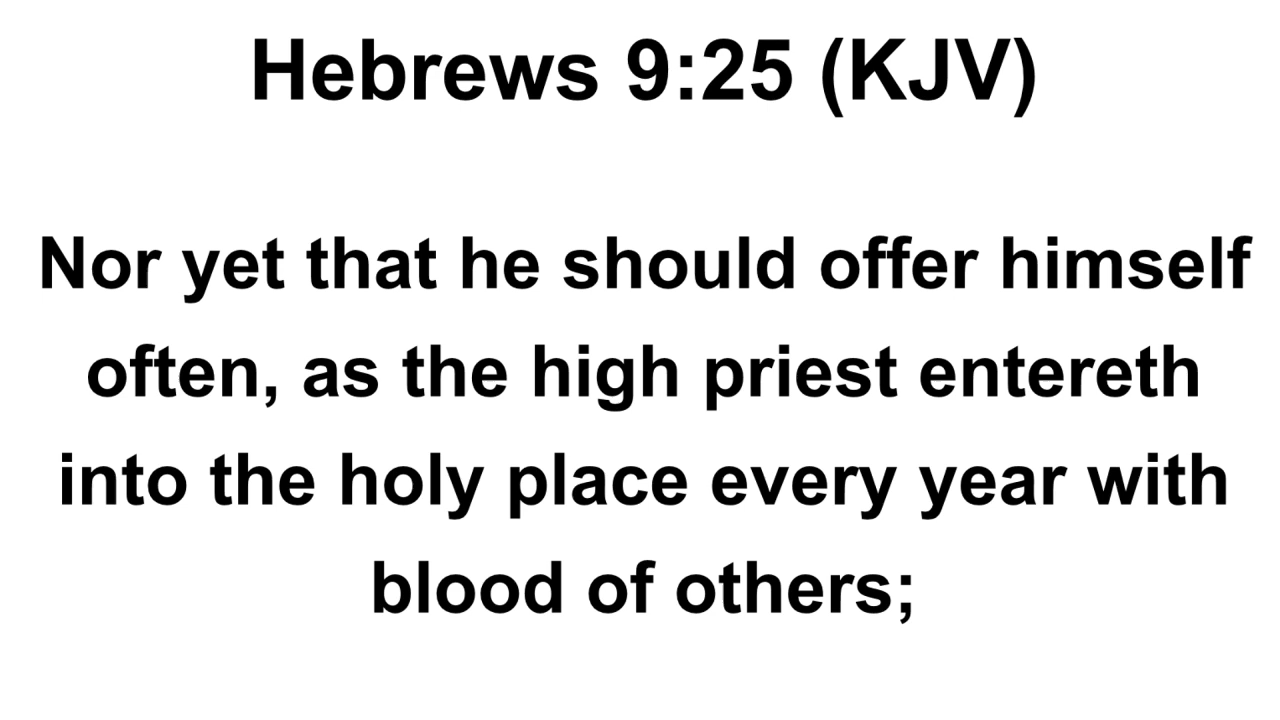 Hebrews 9:25 (KJV)
Nor yet that he should offer himself
often, as the high priest entereth
into the holy place every year with
blood of others;